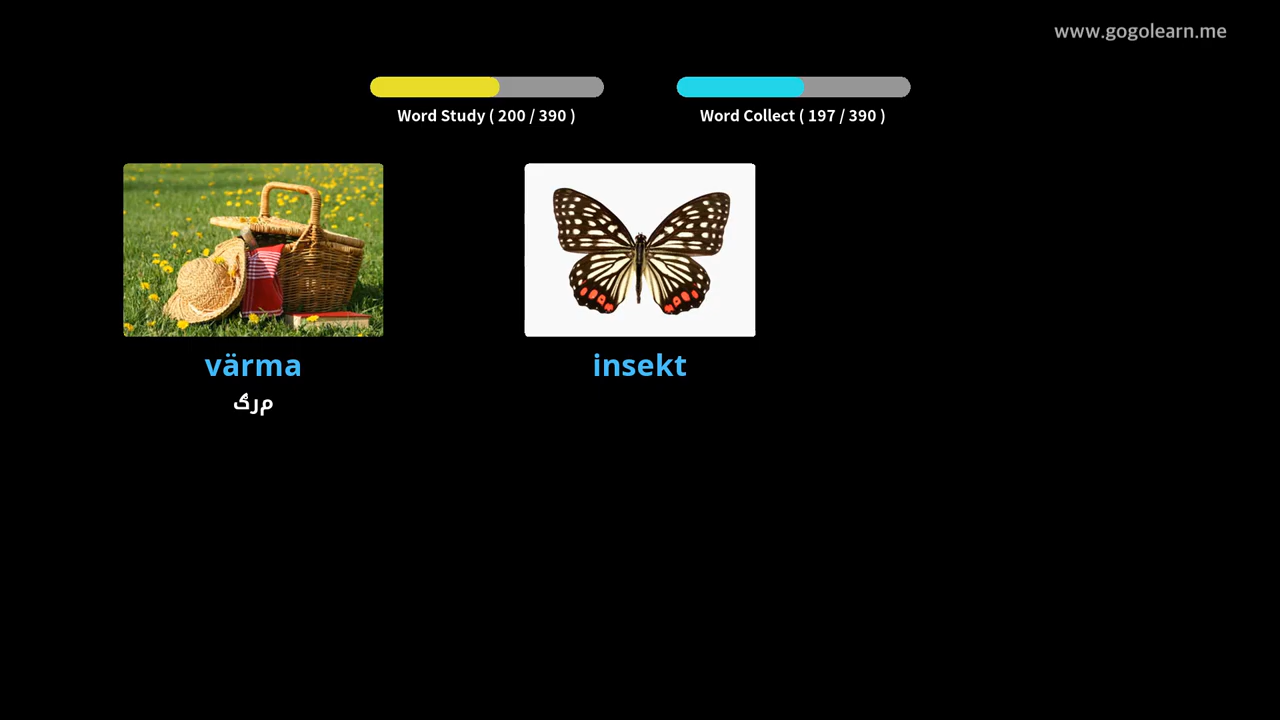 www.gogolearn.me
Word Study ( 200 / 390 )
Word Collect ( 197 / 390 )
värma
مرگ
insekt